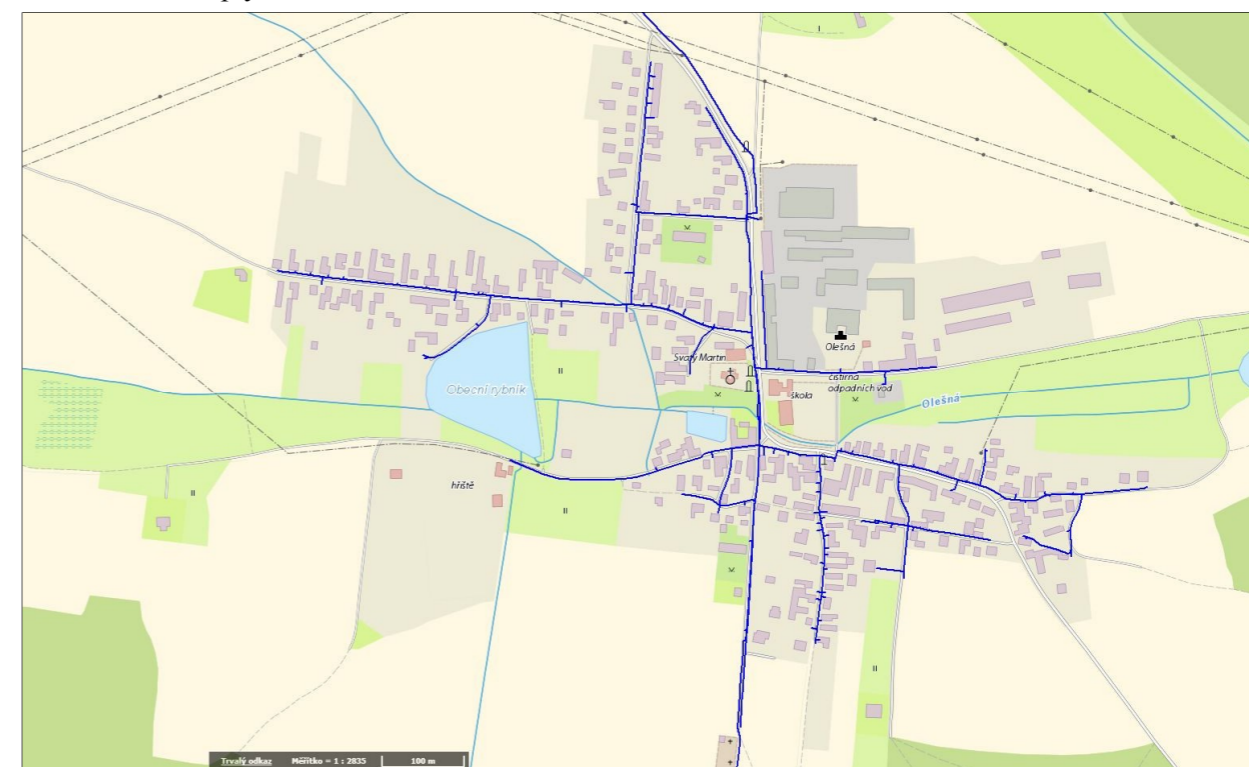 Svatý Martin
Olešná
čistírna
odpadních vod
Obecní rybník
škola
Olešná
hřiště
Trvalý odkaz Měřítko = 1 : 2835 100 m